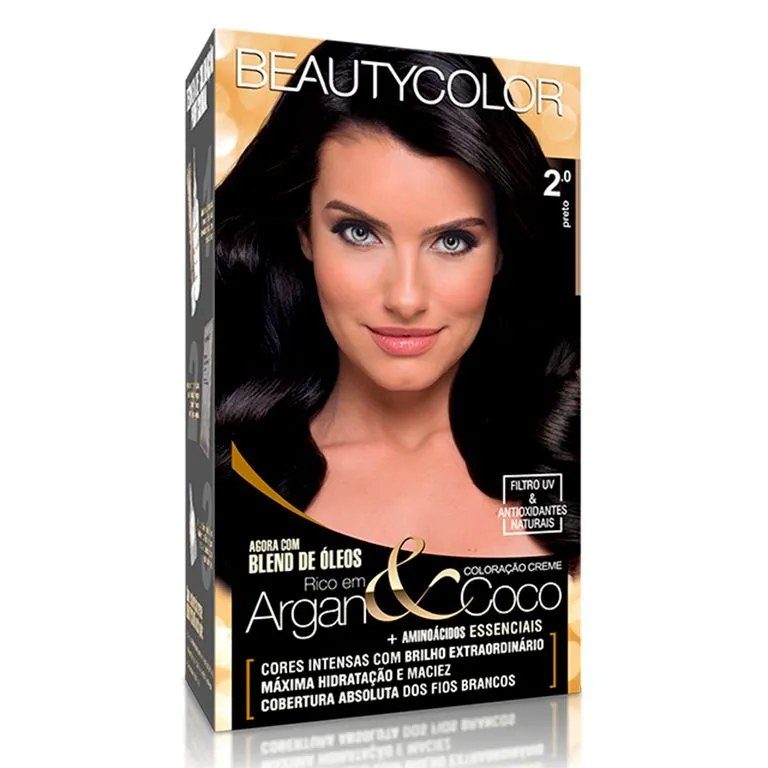 BEAUTYCOLOR
2.0
preto
FILTRO UV
&
ANTIOXIDANTES
NATURAIS
AGORA COM
BLEND DE ÓLEOS
COLORAÇÃO CREME
Rico em
Argan & Coco
+ AMINOÁCIDOS ESSENCIAIS
CORES INTENSAS COM BRILHO EXTRAORDINÁRIO
MÁXIMA HIDRATAÇÃO E MACIEZ
COBERTURA ABSOLUTA DOS FIOS BRANCOS